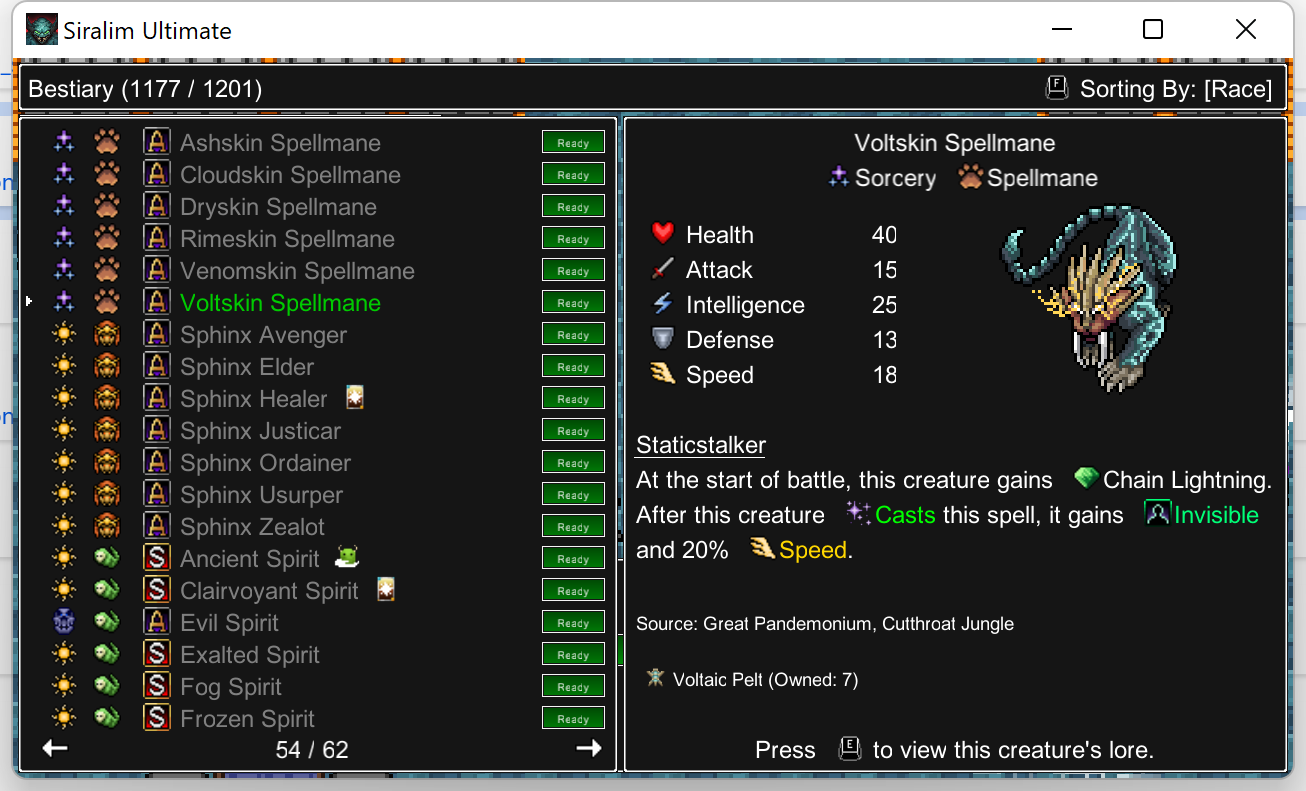 Siralim Ultimate
Bestiary (1177 / 1201)
F Sorting By: [Race]
A Ashskin Spellmane Ready
A Cloudskin Spellmane Ready
A Dryskin Spellmane Ready
A Rimeskin Spellmane Ready
A Venomskin Spellmane Ready
A Voltskin Spellmane Ready
A Sphinx Avenger Ready
A Sphinx Elder Ready
A Sphinx Healer Ready
A Sphinx Justicar Ready
A Sphinx Ordainer Ready
A Sphinx Usurper Ready
A Sphinx Zealot Ready
S Ancient Spirit Ready
S Clairvoyant Spirit Ready
A Evil Spirit Ready
S Exalted Spirit Ready
S Fog Spirit Ready
S Frozen Spirit Ready
54 / 62
Voltskin Spellmane
Sorcery Spellmane
Health 40
Attack 15
Intelligence 25
Defense 13
Speed 18
Staticstalker
At the start of battle, this creature gains Chain Lightning.
After this creature Casts this spell, it gains Invisible
and 20% Speed.
Source: Great Pandemonium, Cutthroat Jungle
Voltaic Pelt (Owned: 7)
Press E to view this creature's lore.